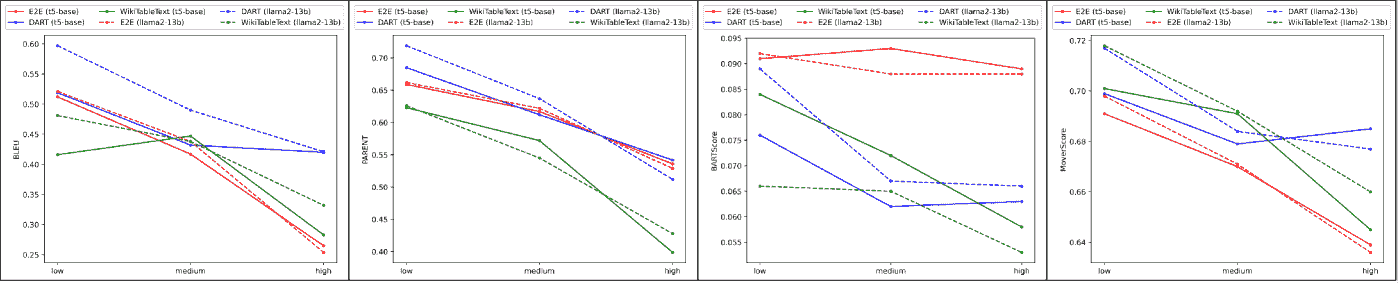 E2E (t5-base) WikiTableText (t5-base) DART (llama2-13b)
DART (t5-base) E2E (llama2-13b) WikiTableText (llama2-13b)
0.60
0.55
0.50
0.45
0.40
0.35
0.30
0.25
BLEU
low medium high
E2E (t5-base) WikiTableText (t5-base) DART (llama2-13b)
DART (t5-base) E2E (llama2-13b) WikiTableText (llama2-13b)
0.70
0.65
0.60
0.55
0.50
0.45
0.40
PARENT
low medium high
E2E (t5-base) WikiTableText (t5-base) DART (llama2-13b)
DART (t5-base) E2E (llama2-13b) WikiTableText (llama2-13b)
0.095
0.090
0.085
0.080
0.075
0.070
0.065
0.060
0.055
BARTScore
low medium high
E2E (t5-base) WikiTableText (t5-base) DART (llama2-13b)
DART (t5-base) E2E (llama2-13b) WikiTableText (llama2-13b)
0.72
0.70
0.68
0.66
0.64
MoverScore
low medium high